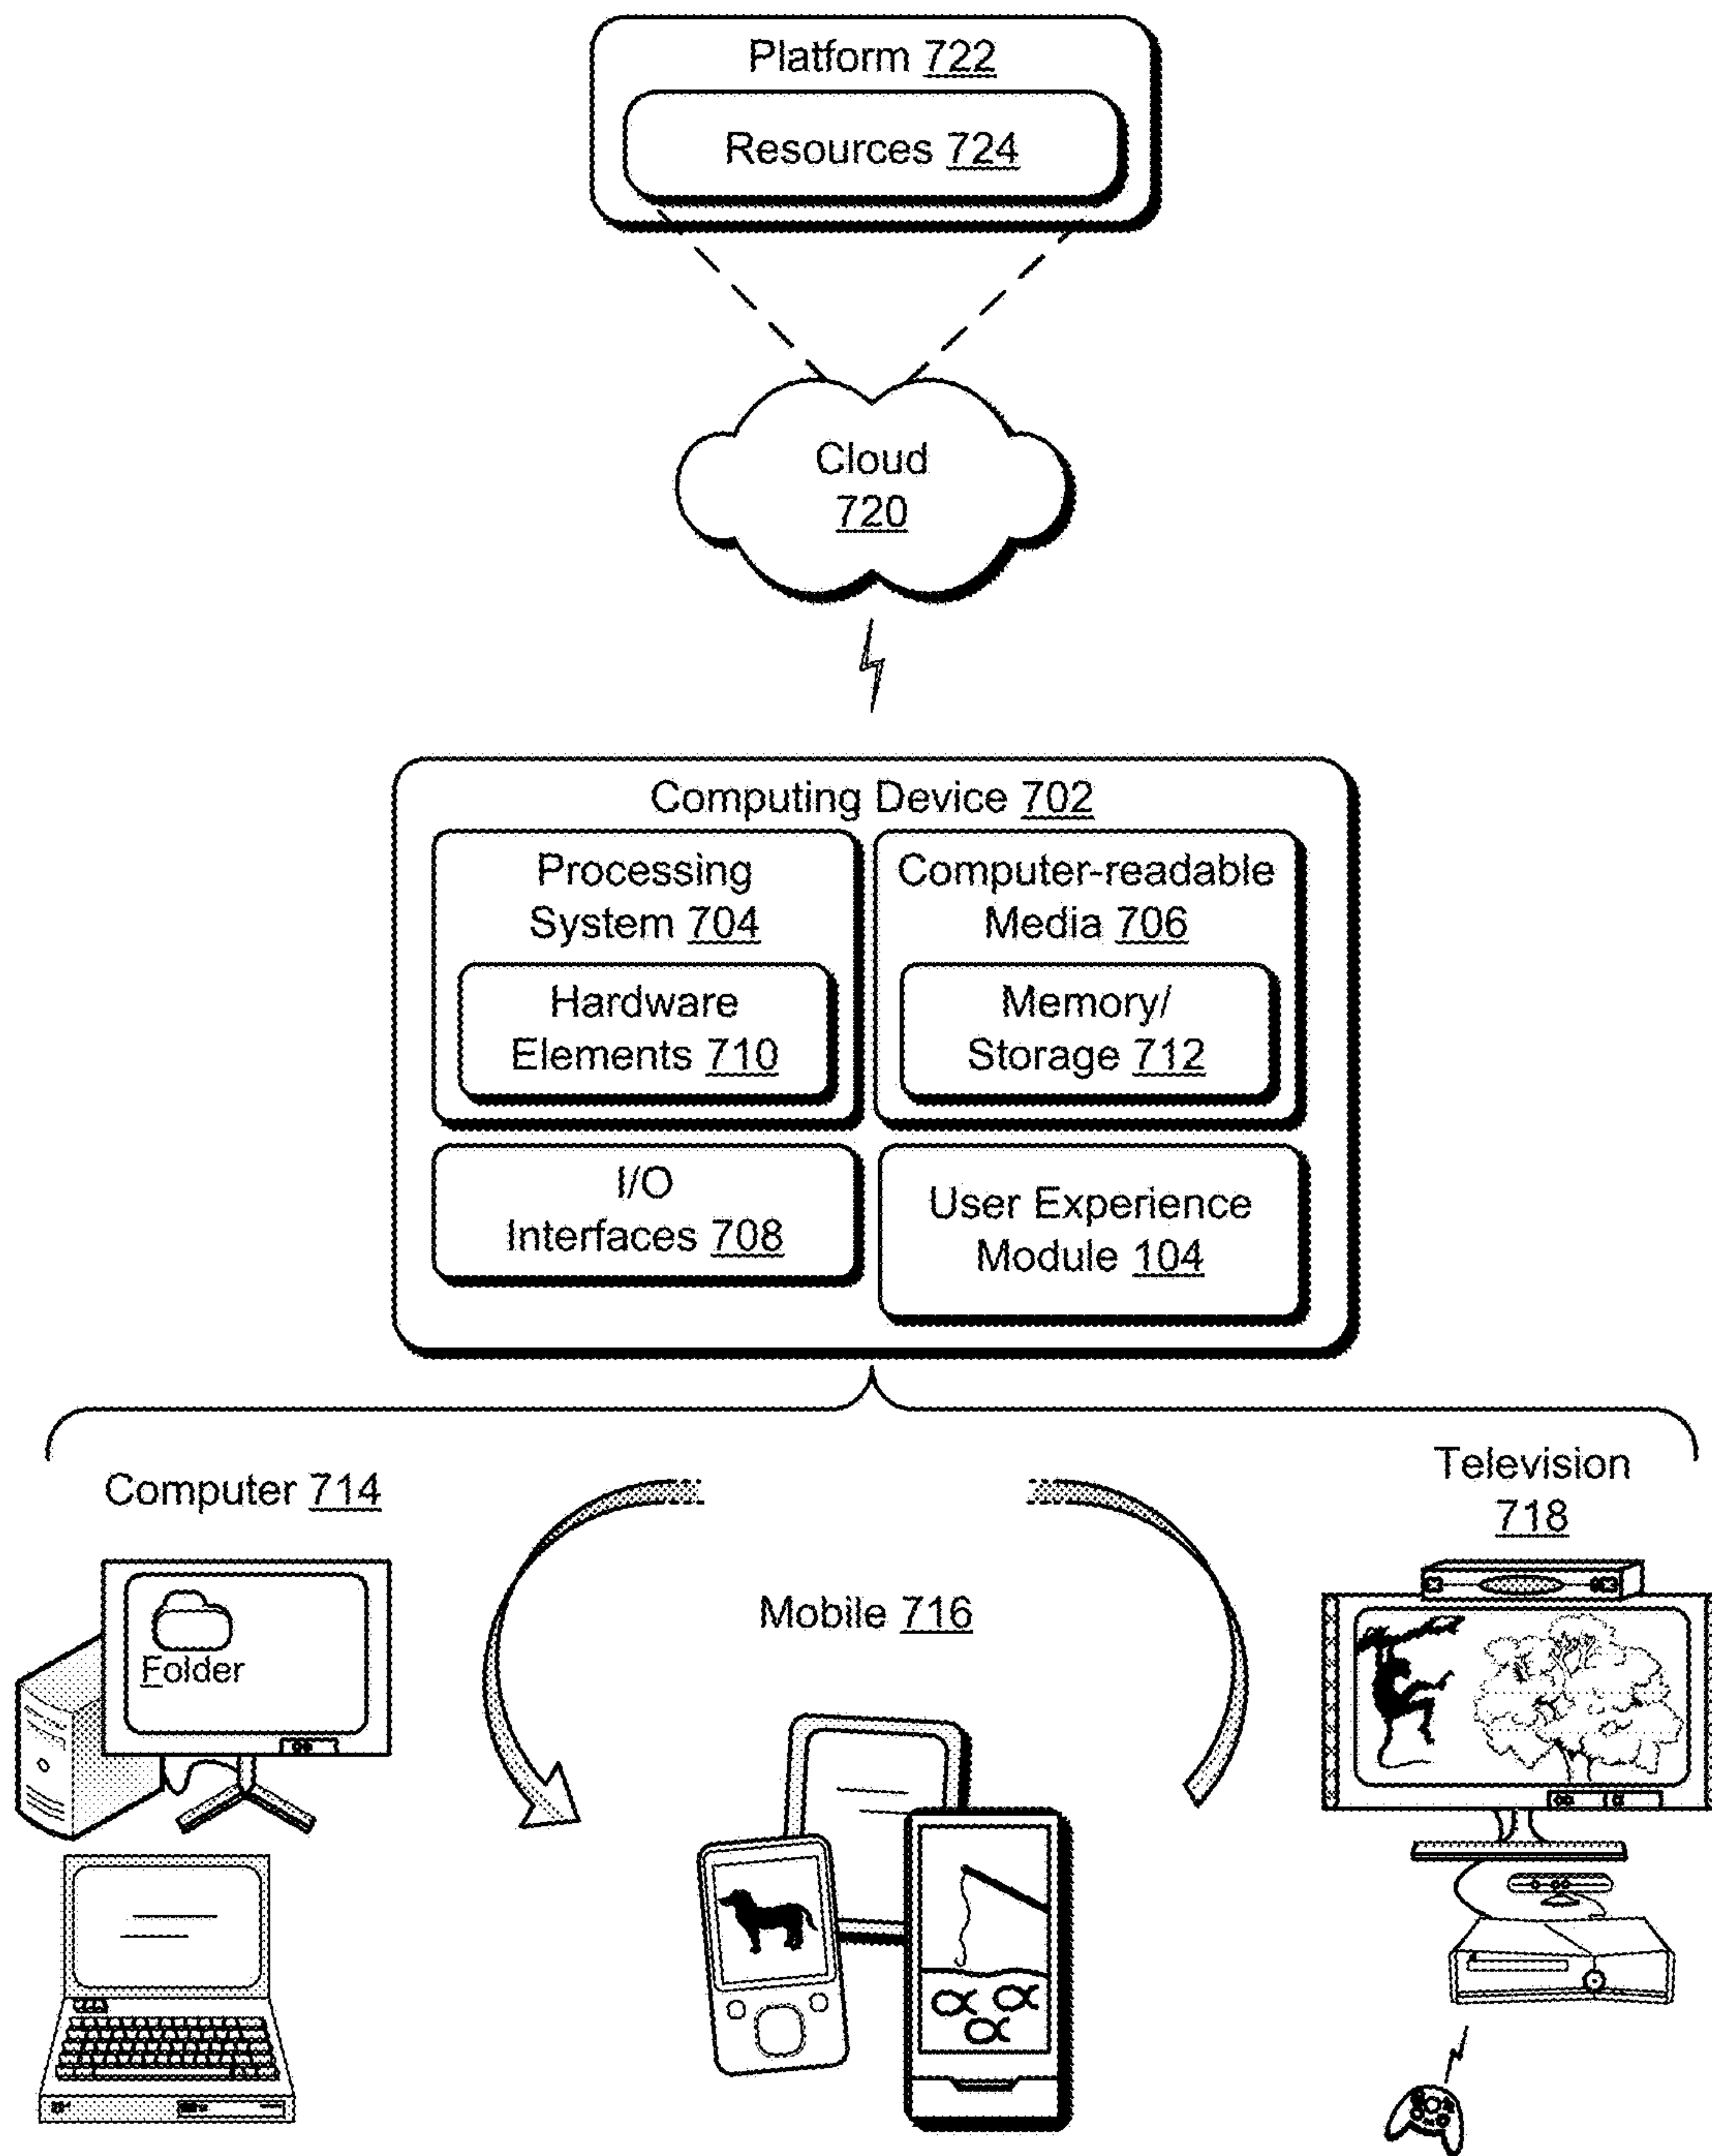 Platform 722
Resources 724
Cloud
720
Computing Device 702
Processing
System 704
Hardware
Elements 710
Computer-readable
Media 706
Memory/
Storage 712
I/O
Interfaces 708
User Experience
Module 104
Computer 714
Folder
Mobile 716
Television
718